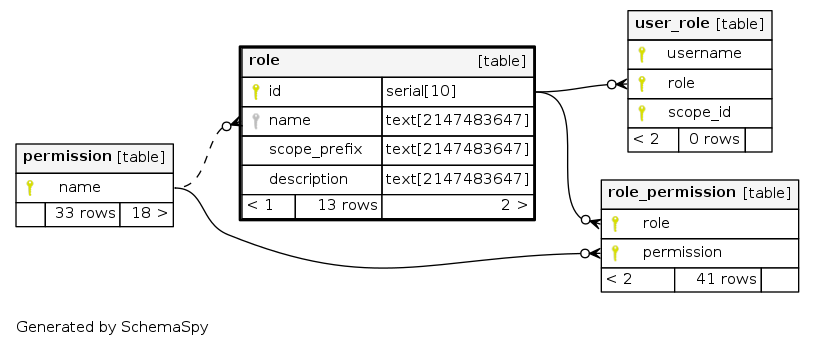 user_role [table]
username
role
scope_id
< 2 0 rows
role [table]
id serial[10]
name text[2147483647]
scope_prefix text[2147483647]
description text[2147483647]
< 1 13 rows 2 >
permission [table]
name
33 rows 18 >
role_permission [table]
role
permission
< 2 41 rows
Generated by SchemaSpy